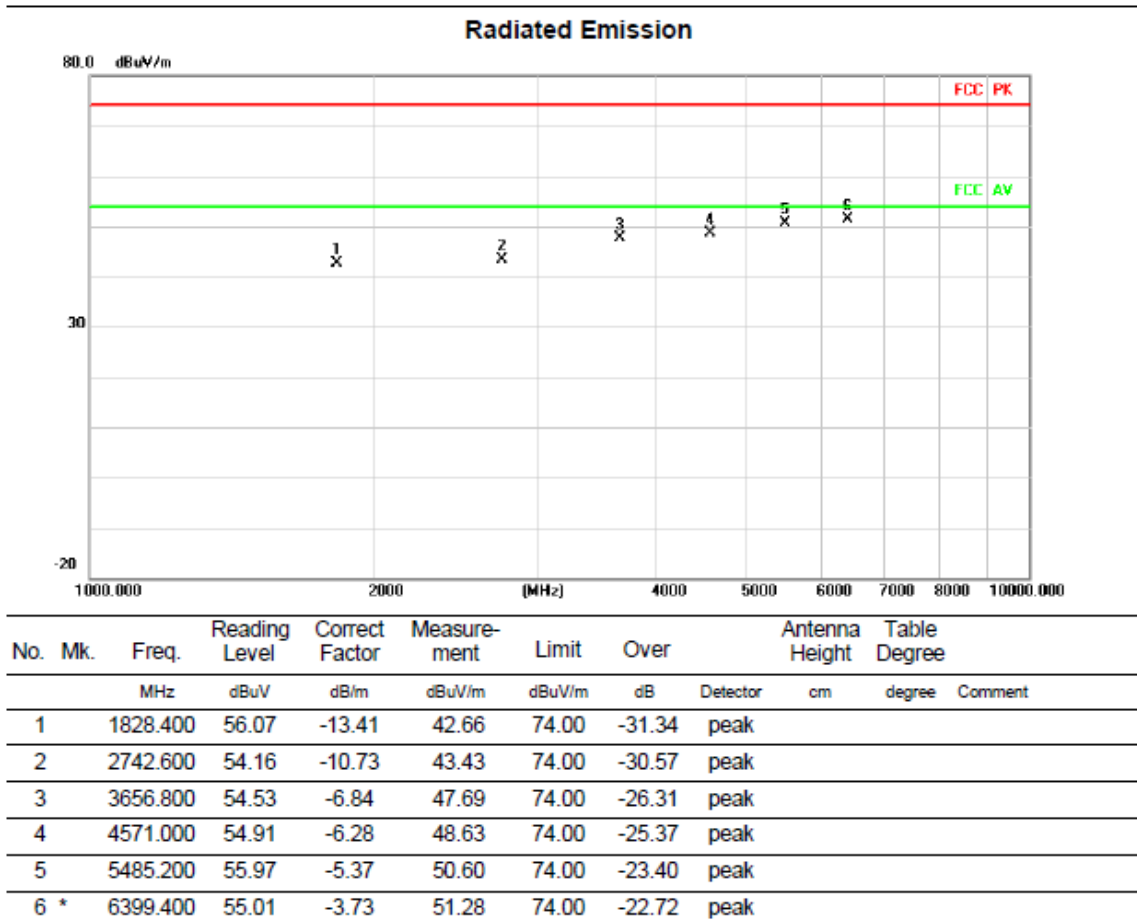 Radiated Emission
80.0 dBuV/m
FCC PK
FCC AV
1 2 3 4 5 6
30
-20
1000.000 2000 (MHz) 4000 5000 6000 7000 8000 10000.000
No. Mk. Freq. Reading Level Correct Factor Measure-ment Limit Over Antenna Height Table Degree
MHz dBuV dB/m dBuV/m dBuV/m dB Detector cm degree Comment
1 1828.400 56.07 -13.41 42.66 74.00 -31.34 peak
2 2742.600 54.16 -10.73 43.43 74.00 -30.57 peak
3 3656.800 54.53 -6.84 47.69 74.00 -26.31 peak
4 4571.000 54.91 -6.28 48.63 74.00 -25.37 peak
5 5485.200 55.97 -5.37 50.60 74.00 -23.40 peak
6 * 6399.400 55.01 -3.73 51.28 74.00 -22.72 peak